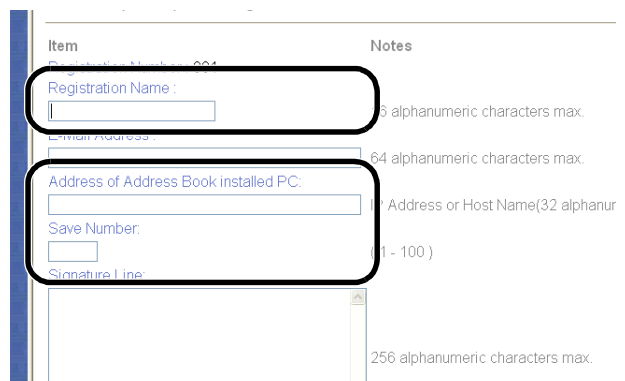 Item Notes
Registration Number: 001
Registration Name :
6 alphanumeric characters max.
E-Mail Address :
64 alphanumeric characters max.
Address of Address Book installed PC:
P Address or Host Name(32 alphanur
Save Number:
1 - 100 )
Signature Line:
256 alphanumeric characters max.